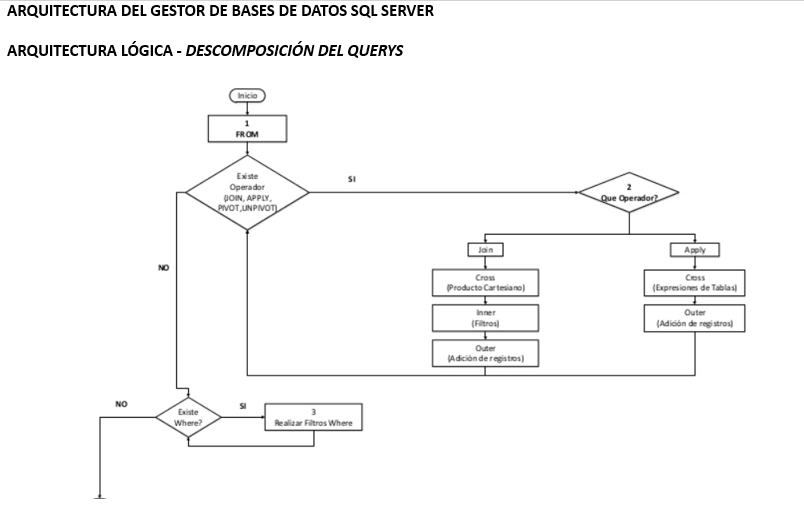 ARQUITECTURA DEL GESTOR DE BASES DE DATOS SQL SERVER
ARQUITECTURA LÓGICA - DESCOMPOSICIÓN DEL QUERYS
Inicio
1
FROM
Existe
Operador
(JOIN, APPLY,
PIVOT,UNPIVOT)
SI
2
Que Operador?
NO
Join
Apply
Cross
(Producto Cartesiano)
Cross
(Expresiones de Tablas)
Inner
(Filtros)
Outer
(Adición de registros)
Outer
(Adición de registros)
NO
Existe
Where?
SI
3
Realizar Filtros Where